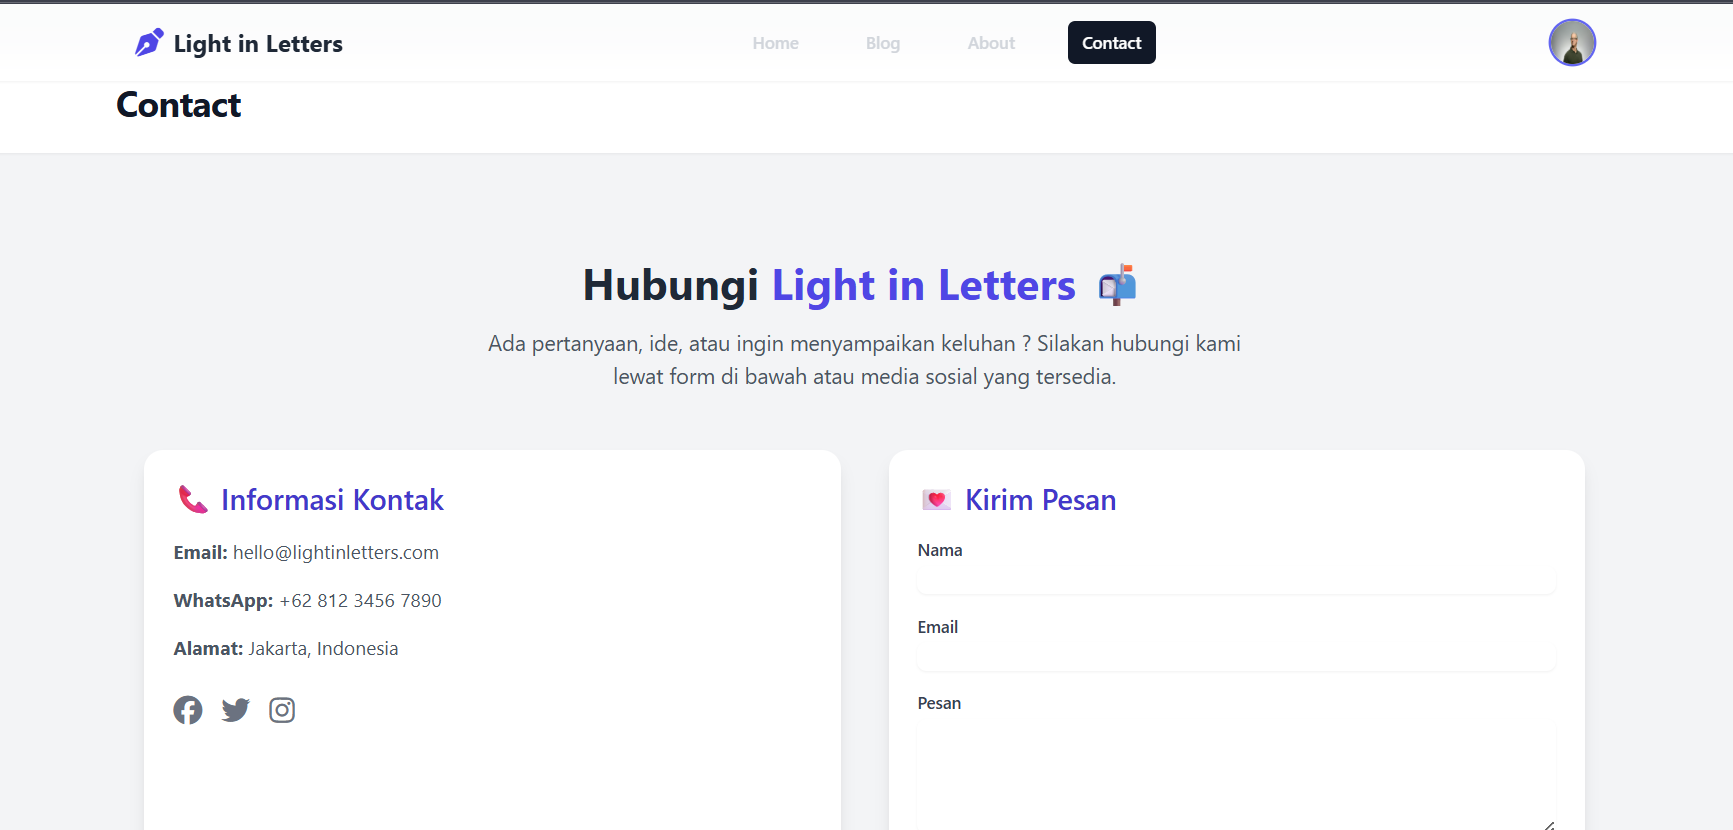 Light in Letters
Home
Blog
About
Contact
Contact
Hubungi Light in Letters
Ada pertanyaan, ide, atau ingin menyampaikan keluhan ? Silakan hubungi kami
lewat form di bawah atau media sosial yang tersedia.
Informasi Kontak
Email: hello@lightinletters.com
WhatsApp: +62 812 3456 7890
Alamat: Jakarta, Indonesia
Kirim Pesan
Nama
Email
Pesan